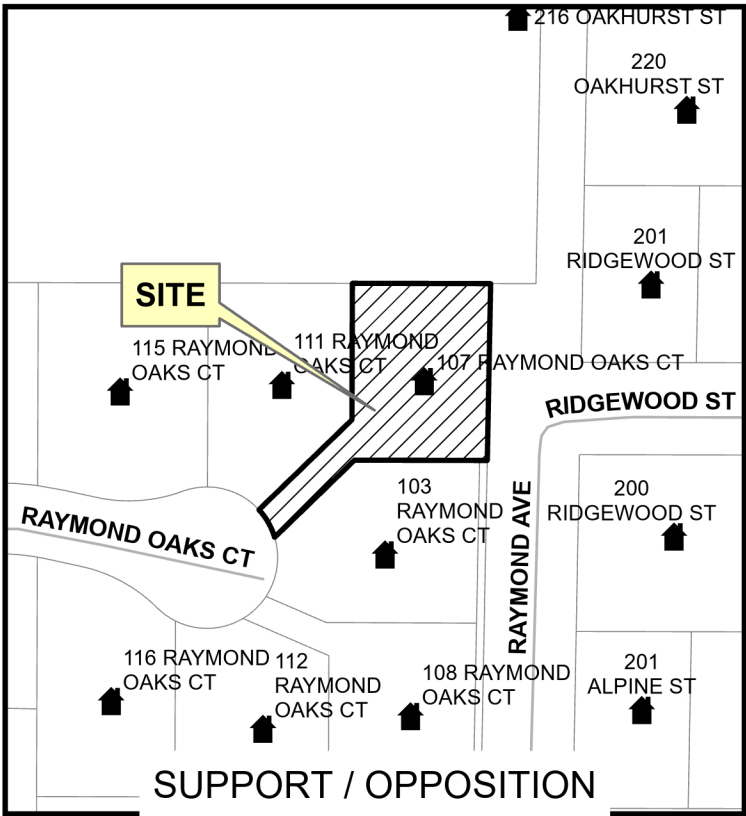 216 OAKHURST ST
220
OAKHURST ST
201
RIDGEWOOD ST
SITE
115 RAYMOND
OAKS CT
111 RAYMOND
OAKS CT
107 RAYMOND OAKS CT
RIDGEWOOD ST
103
RAYMOND
OAKS CT
200
RIDGEWOOD ST
RAYMOND AVE
RAYMOND OAKS CT
116 RAYMOND
OAKS CT
112
RAYMOND
OAKS CT
108 RAYMOND
OAKS CT
201
ALPINE ST
SUPPORT / OPPOSITION